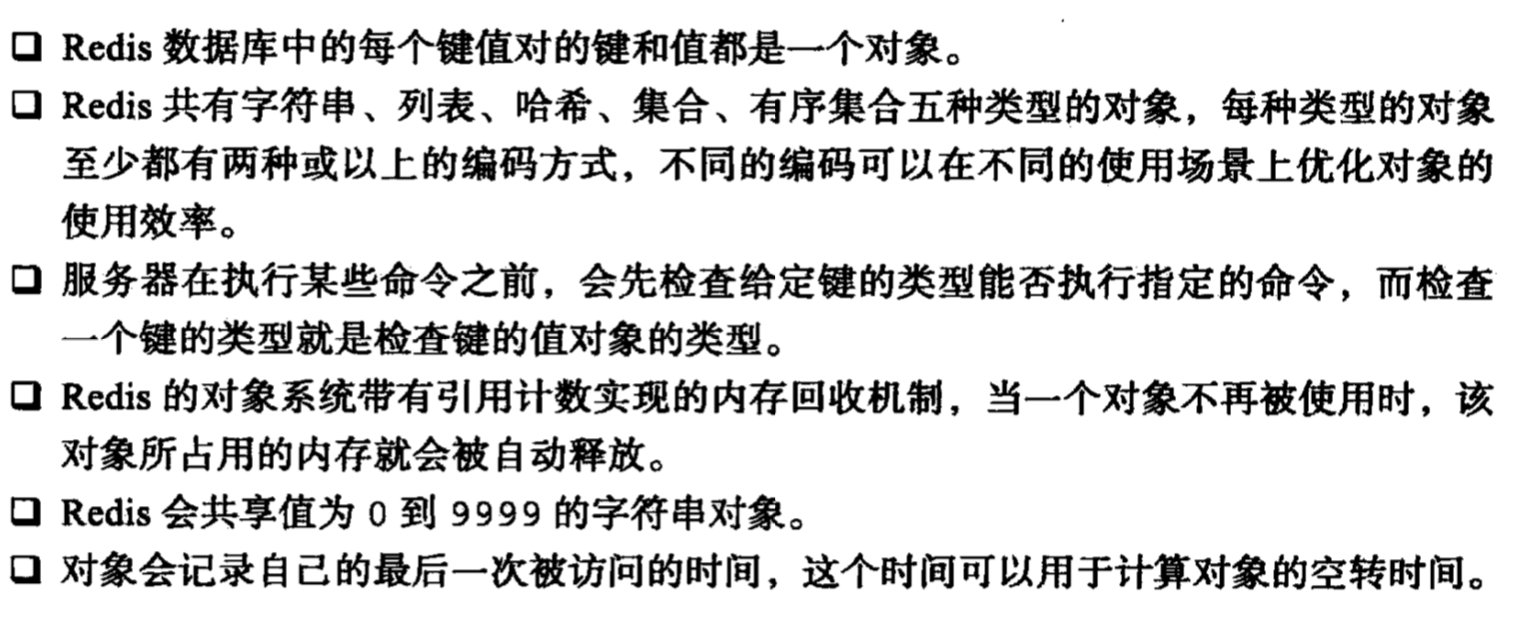 ❑ Redis 数据库中的每个键值对的键和值都是一个对象。
❑ Redis 共有字符串、列表、哈希、集合、有序集合五种类型的对象，每种类型的对象
至少都有两种或以上的编码方式，不同的编码可以在不同的使用场景上优化对象的
使用效率。
❑ 服务器在执行某些命令之前，会先检查给定键的类型能否执行指定的命令，而检查
一个键的类型就是检查键的值对象的类型。
❑ Redis 的对象系统带有引用计数实现的内存回收机制，当一个对象不再被使用时，该
对象所占用的内存就会被自动释放。
❑ Redis 会共享值为 0 到 9999 的字符串对象。
❑ 对象会记录自己的最后一次被访问的时间，这个时间可以用于计算对象的空转时间。